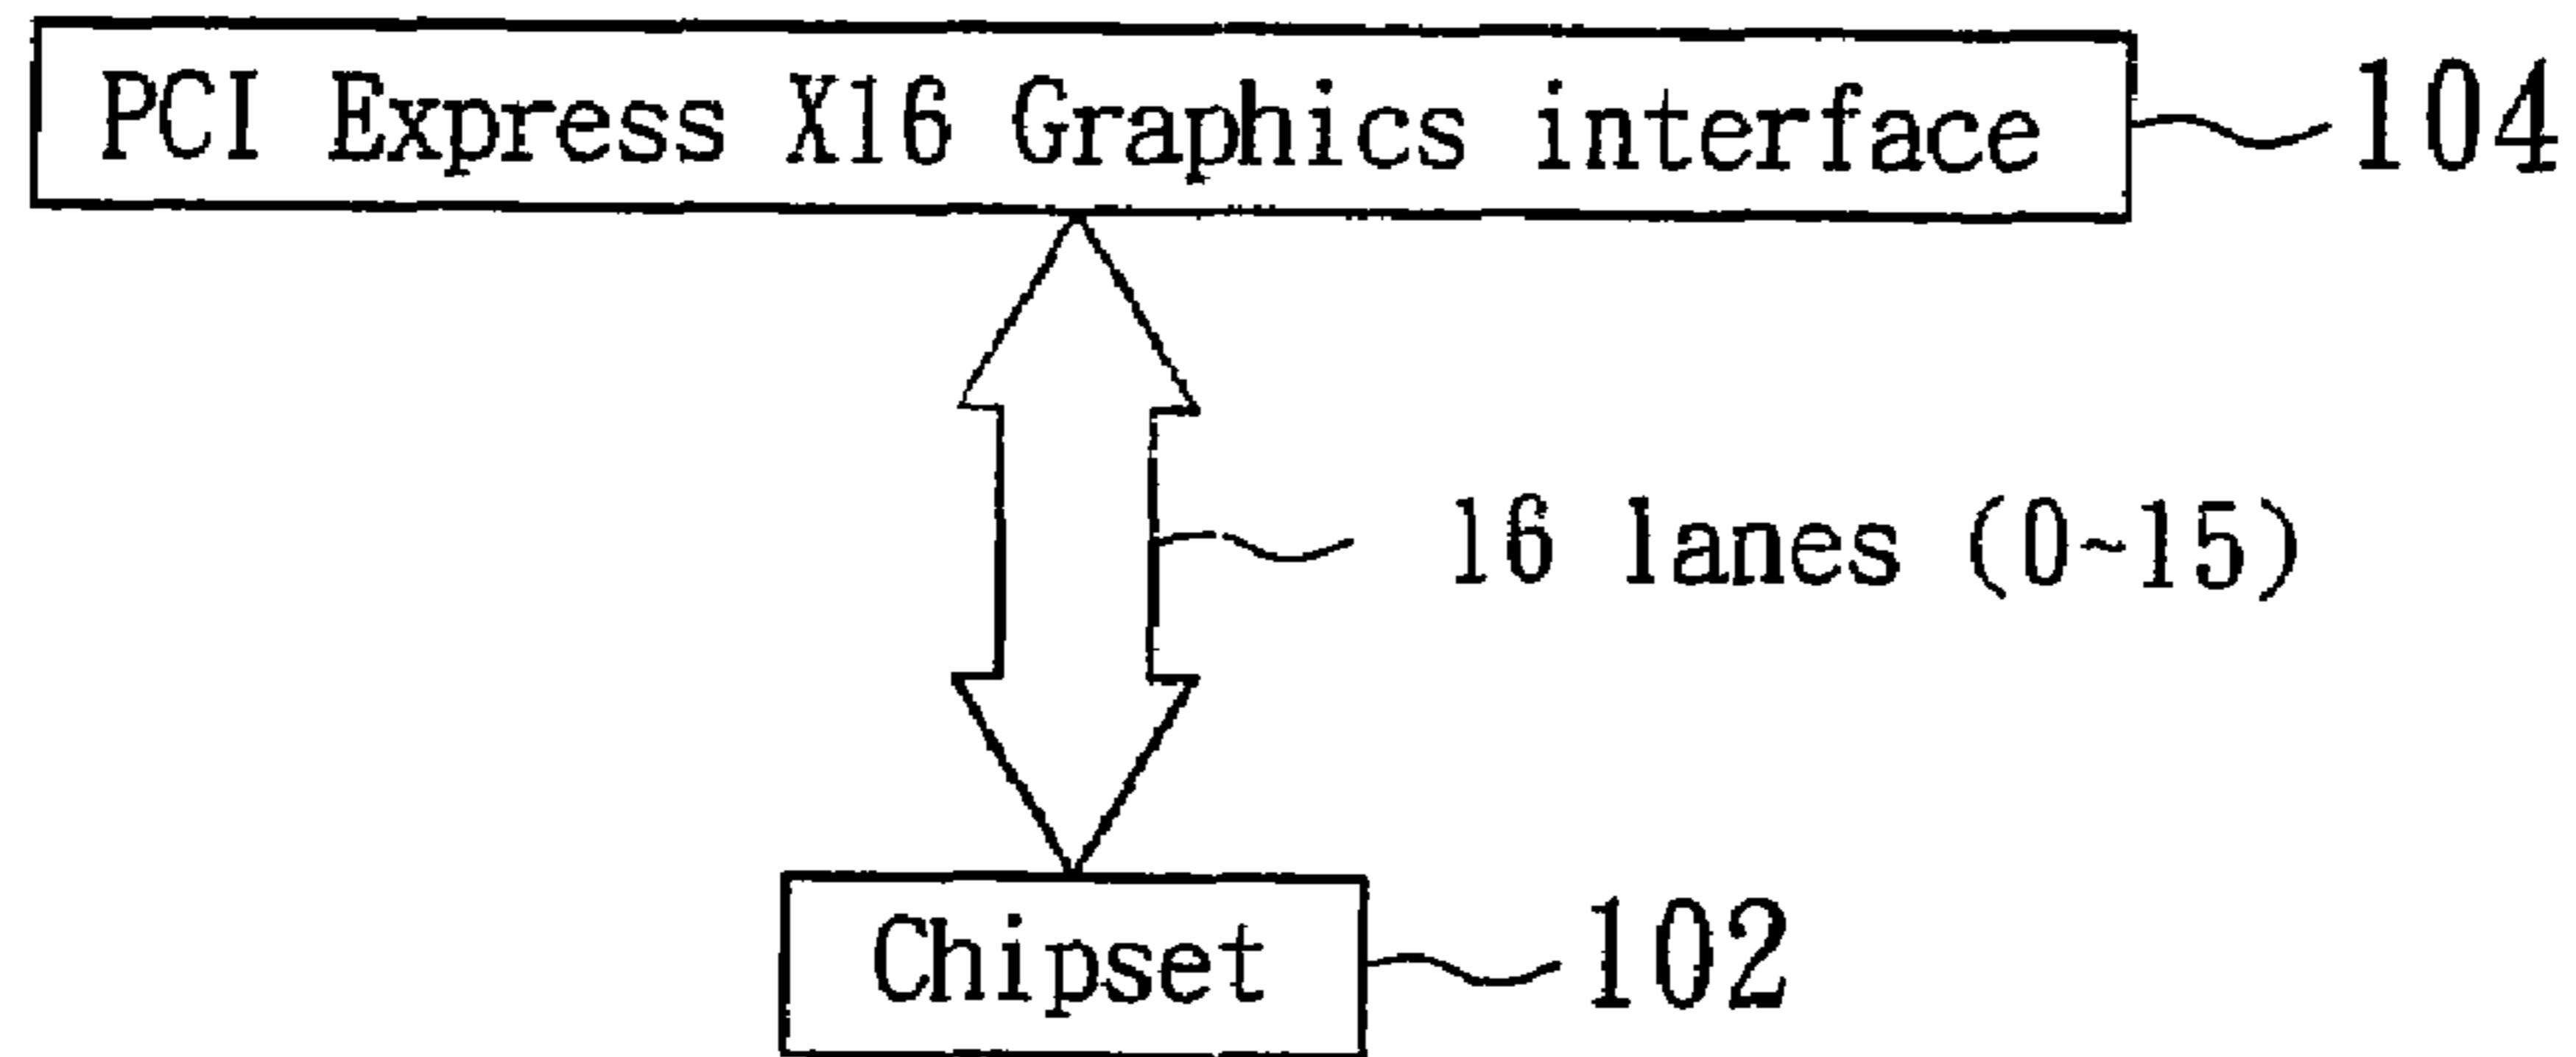 PCI Express X16 Graphics interface
104
16 lanes (0~15)
Chipset
102